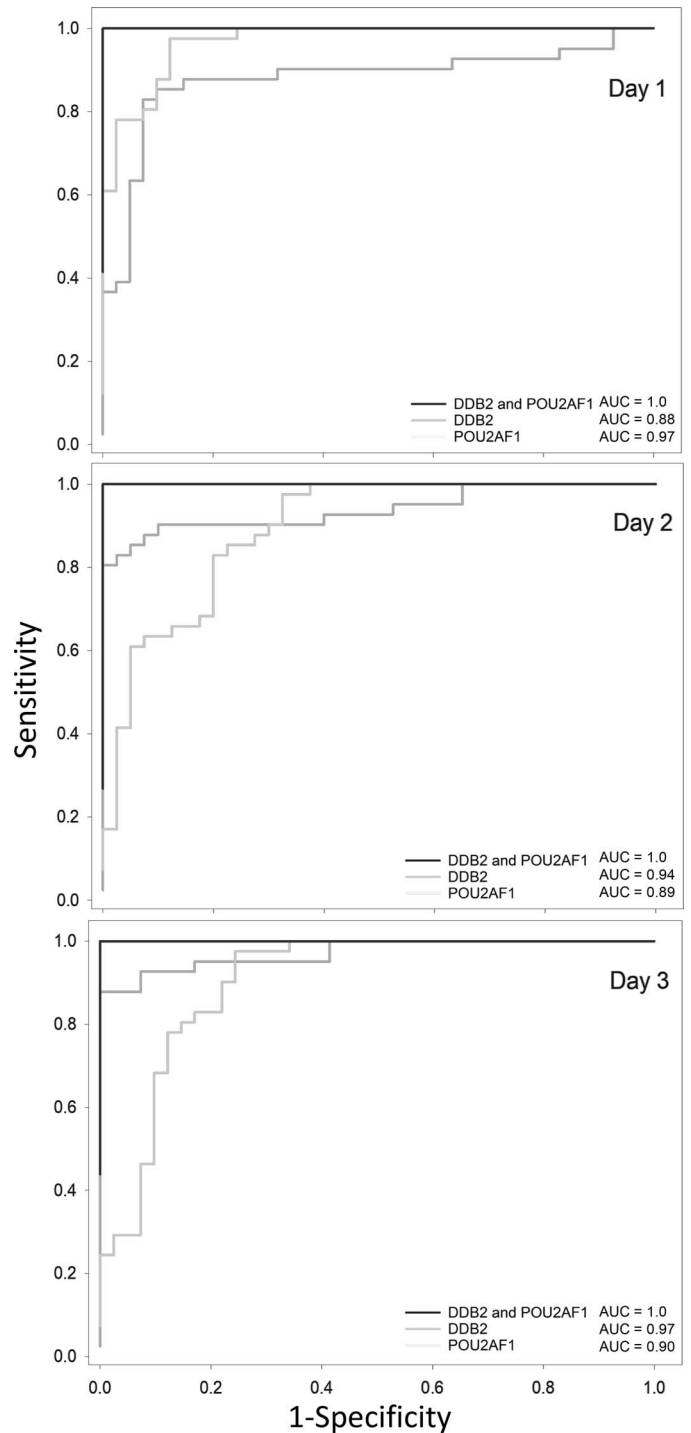 1.0
0.8
0.6
0.4
0.2
0.0
Day 1
DDB2 and POU2AF1 AUC = 1.0
DDB2 AUC = 0.88
POU2AF1 AUC = 0.97
1.0
0.8
0.6
0.4
0.2
0.0
Day 2
DDB2 and POU2AF1 AUC = 1.0
DDB2 AUC = 0.94
POU2AF1 AUC = 0.89
Sensitivity
1.0
0.8
0.6
0.4
0.2
0.0
Day 3
DDB2 and POU2AF1 AUC = 1.0
DDB2 AUC = 0.97
POU2AF1 AUC = 0.90
0.0 0.2 0.4 0.6 0.8 1.0
1-Specificity